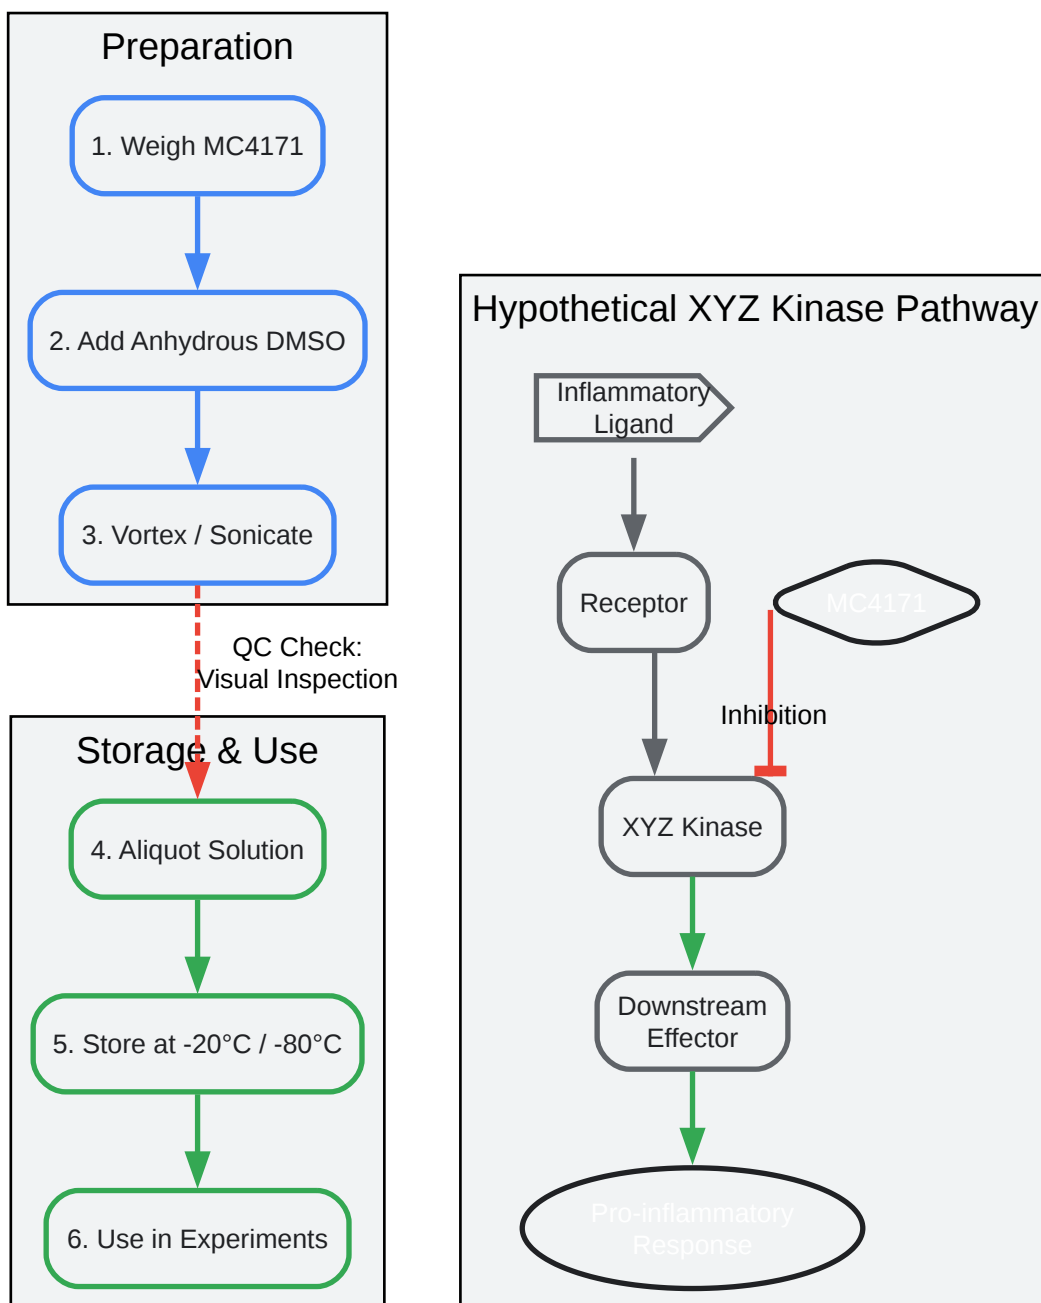 Preparation
1. Weigh MC4171
2. Add Anhydrous DMSO
3. Vortex / Sonicate
QC Check:
Visual Inspection
Storage & Use
4. Aliquot Solution
5. Store at -20°C / -80°C
6. Use in Experiments
Hypothetical XYZ Kinase Pathway
Inflammatory
Ligand
Receptor
MC4171
Inhibition
XYZ Kinase
Downstream
Effector
Pro-inflammatory
Response